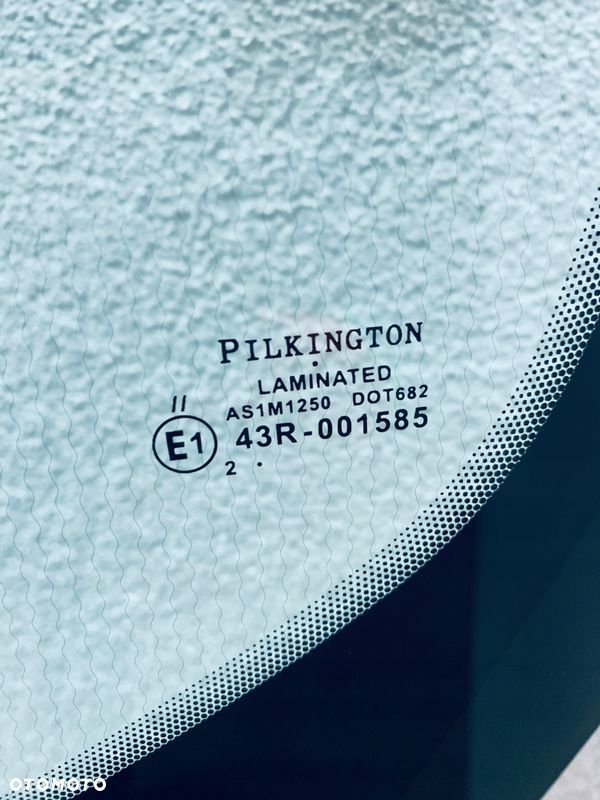 PILKINGTON
LAMINATED
AS1M1250 DOT682
II
E1 43R-001585
2 .
OTOMOTO